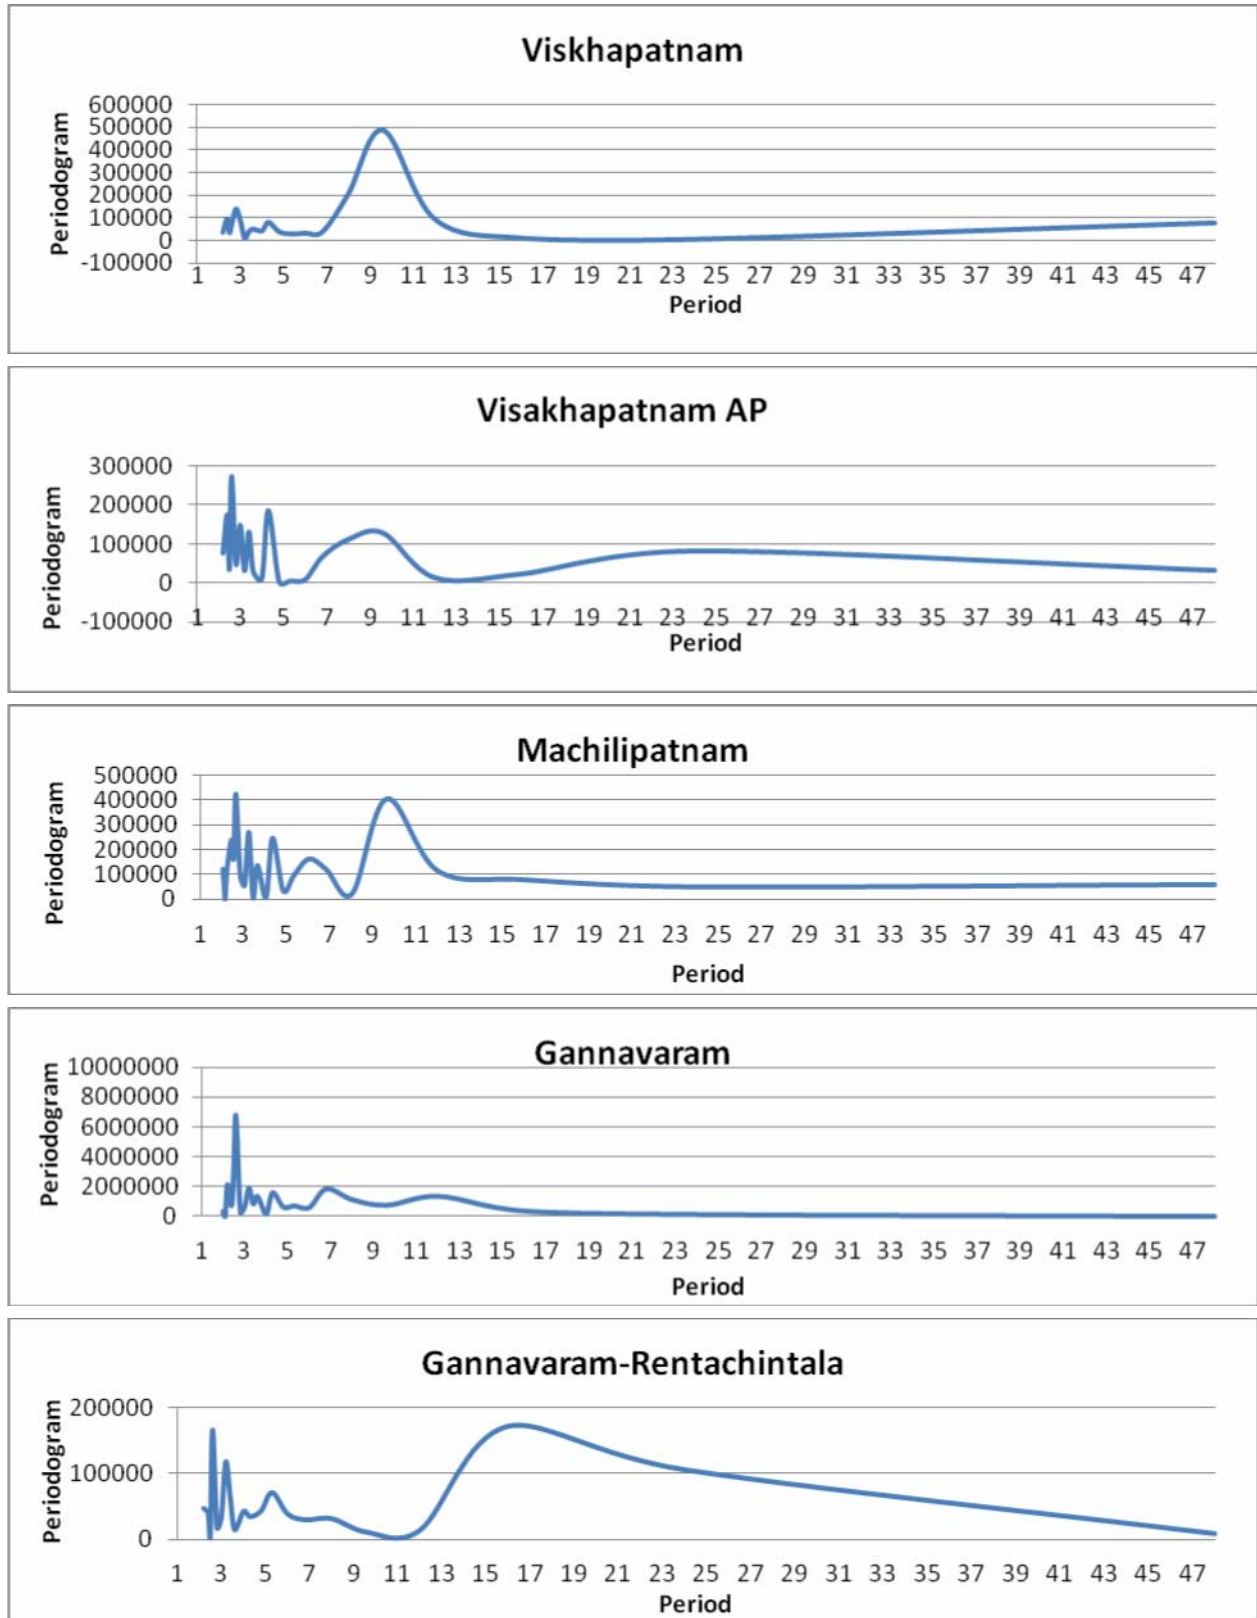 Viskhapatnam
Periodogram
600000
500000
400000
300000
200000
100000
0
-100000
1 3 5 7 9 11 13 15 17 19 21 23 25 27 29 31 33 35 37 39 41 43 45 47
Period
Visakhapatnam AP
Periodogram
300000
200000
100000
0
-100000
1 3 5 7 9 11 13 15 17 19 21 23 25 27 29 31 33 35 37 39 41 43 45 47
Period
Machilipatnam
Periodogram
500000
400000
300000
200000
100000
0
1 3 5 7 9 11 13 15 17 19 21 23 25 27 29 31 33 35 37 39 41 43 45 47
Period
Gannavaram
Periodogram
10000000
8000000
6000000
4000000
2000000
0
1 3 5 7 9 11 13 15 17 19 21 23 25 27 29 31 33 35 37 39 41 43 45 47
Period
Gannavaram-Rentachintala
Periodogram
200000
100000
0
1 3 5 7 9 11 13 15 17 19 21 23 25 27 29 31 33 35 37 39 41 43 45 47
Period